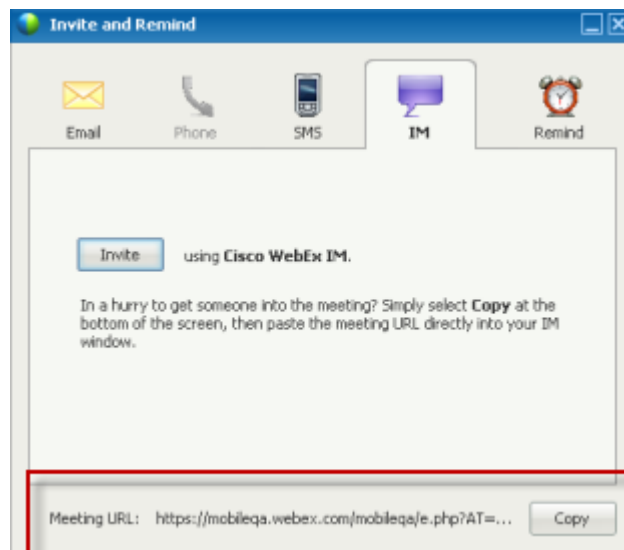 Invite and Remind
Email Phone SMS IM Remind
Invite using Cisco WebEx IM.
In a hurry to get someone into the meeting? Simply select Copy at the
bottom of the screen, then paste the meeting URL directly into your IM
window.
Meeting URL: https://mobileqa.webex.com/mobileqa/e.php?AT=... Copy